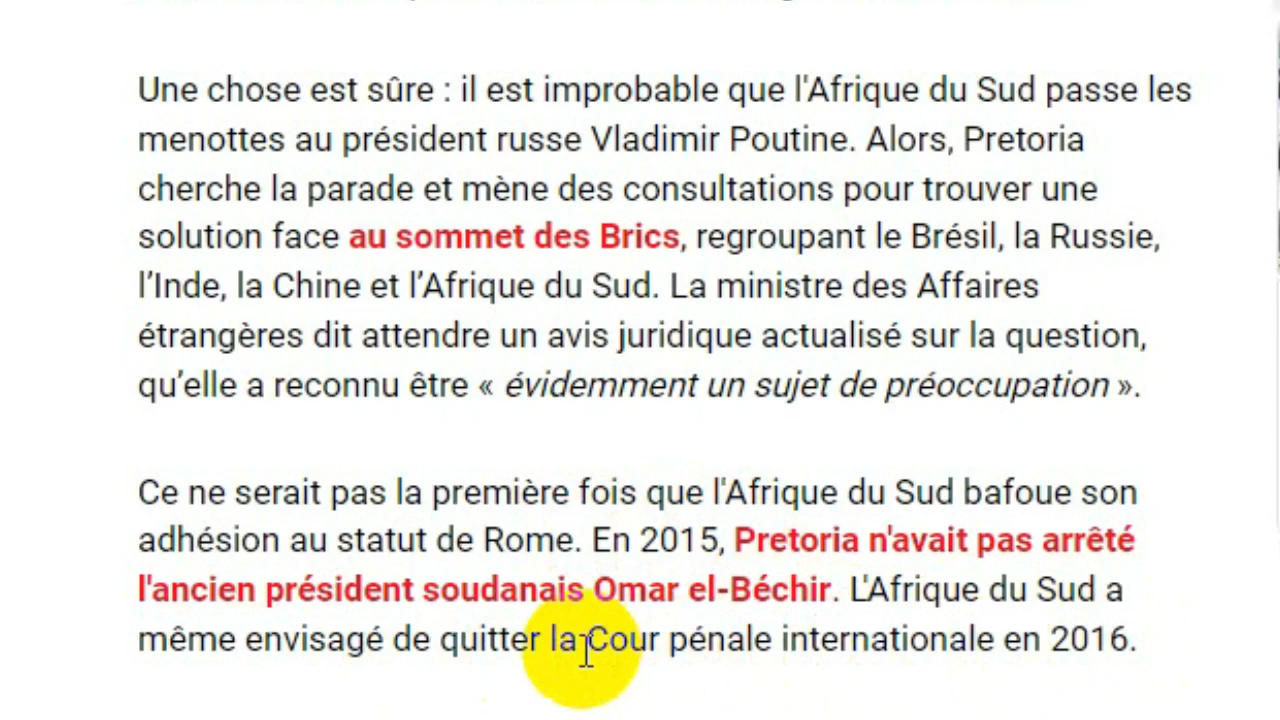 Une chose est sûre : il est improbable que l'Afrique du Sud passe les
menottes au président russe Vladimir Poutine. Alors, Pretoria
cherche la parade et mène des consultations pour trouver une
solution face au sommet des Brics, regroupant le Brésil, la Russie,
l’Inde, la Chine et l’Afrique du Sud. La ministre des Affaires
étrangères dit attendre un avis juridique actualisé sur la question,
qu’elle a reconnu être « évidemment un sujet de préoccupation ».
Ce ne serait pas la première fois que l'Afrique du Sud bafoue son
adhésion au statut de Rome. En 2015, Pretoria n'avait pas arrêté
l'ancien président soudanais Omar el-Béchir. L'Afrique du Sud a
même envisagé de quitter la Cour pénale internationale en 2016.